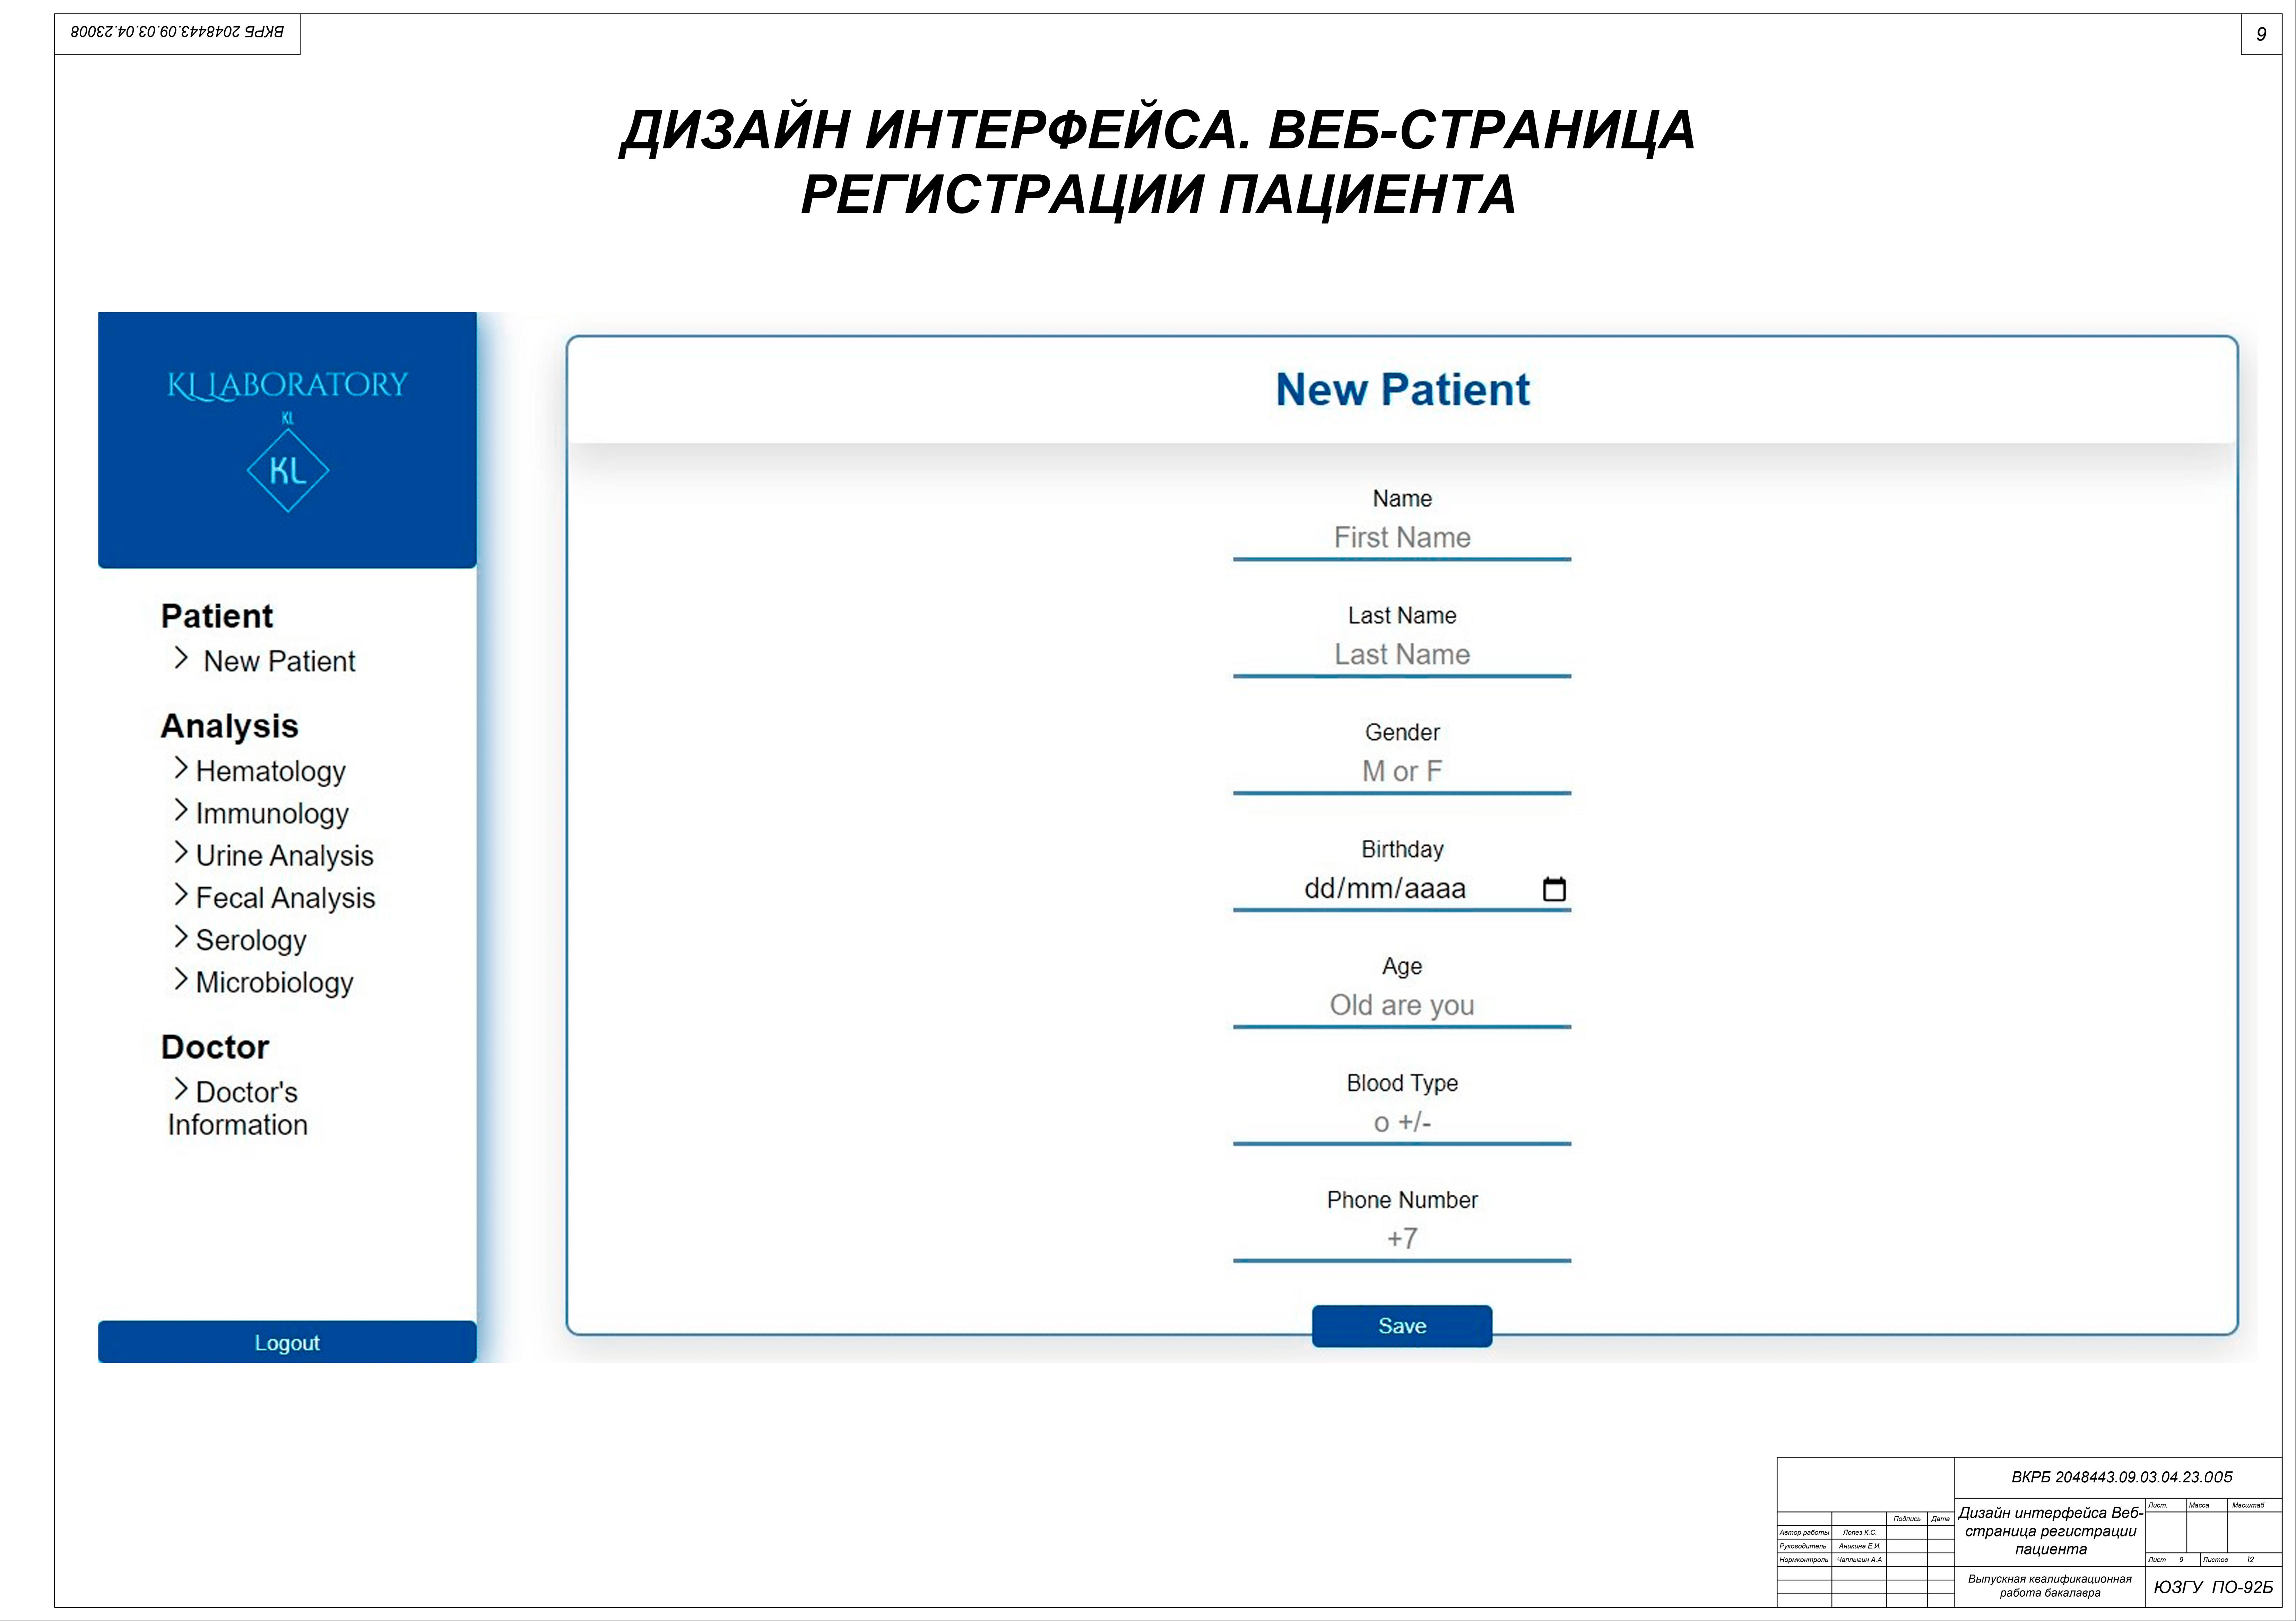 ВКРБ 2048443.09.03.04.23008
9
ДИЗАЙН ИНТЕРФЕЙСА. ВЕБ-СТРАНИЦА
РЕГИСТРАЦИИ ПАЦИЕНТА
KL LABORATORY
KL
KL
Patient
New Patient
Analysis
Hematology
Immunology
Urine Analysis
Fecal Analysis
Serology
Microbiology
Doctor
Doctor's
Information
Logout
New Patient
Name
First Name
Last Name
Last Name
Gender
M or F
Birthday
dd/mm/aaaa
Age
Old are you
Blood Type
o +/-
Phone Number
+7
Save
ВКРБ 2048443.09.03.04.23.005
Подпись Дата
Автор работы Лопез К.С.
Руководитель Аникина Е.И.
Нормконтроль Чаплыгин А.А
Дизайн интерфейса Веб-
страница регистрации
пациента
Лист. Масса Масштаб
Лист 9 Листов 12
Выпускная квалификационная
работа бакалавра
ЮЗГУ ПО-92Б